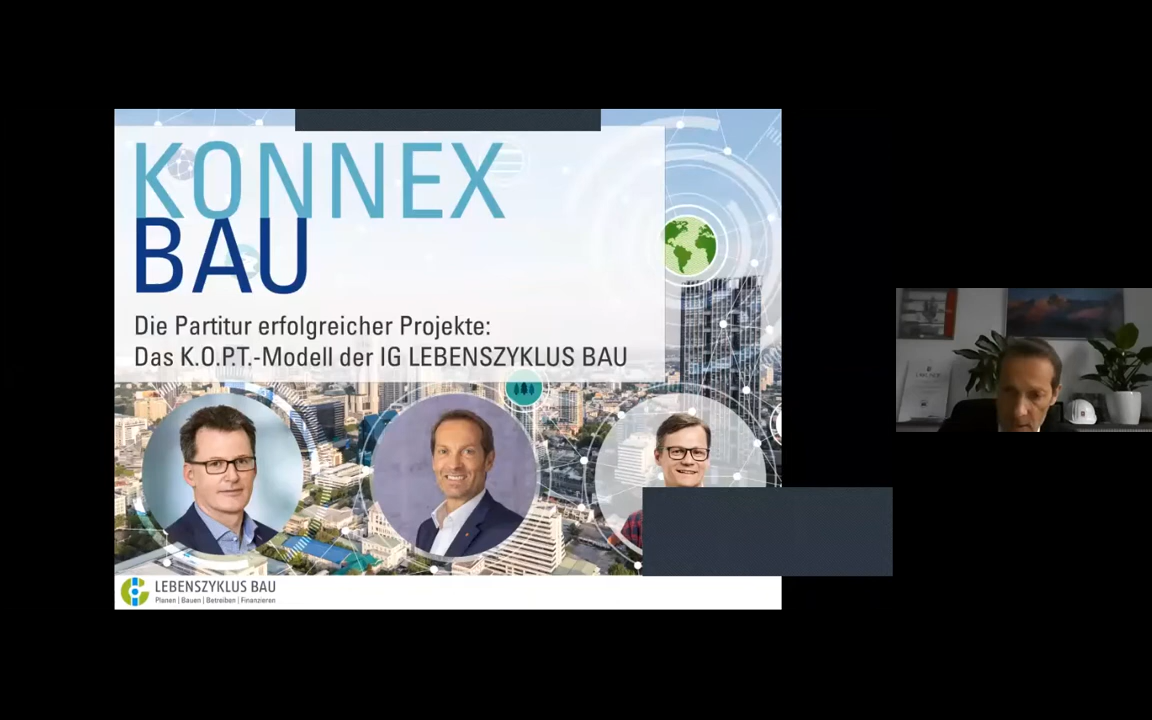 KONNEX
BAU
Die Partitur erfolgreicher Projekte:
Das K.O.P.T.-Modell der IG LEBENSZYKLUS BAU
LEBENSZYKLUS BAU
Planen | Bauen | Betreiben | Finanzieren